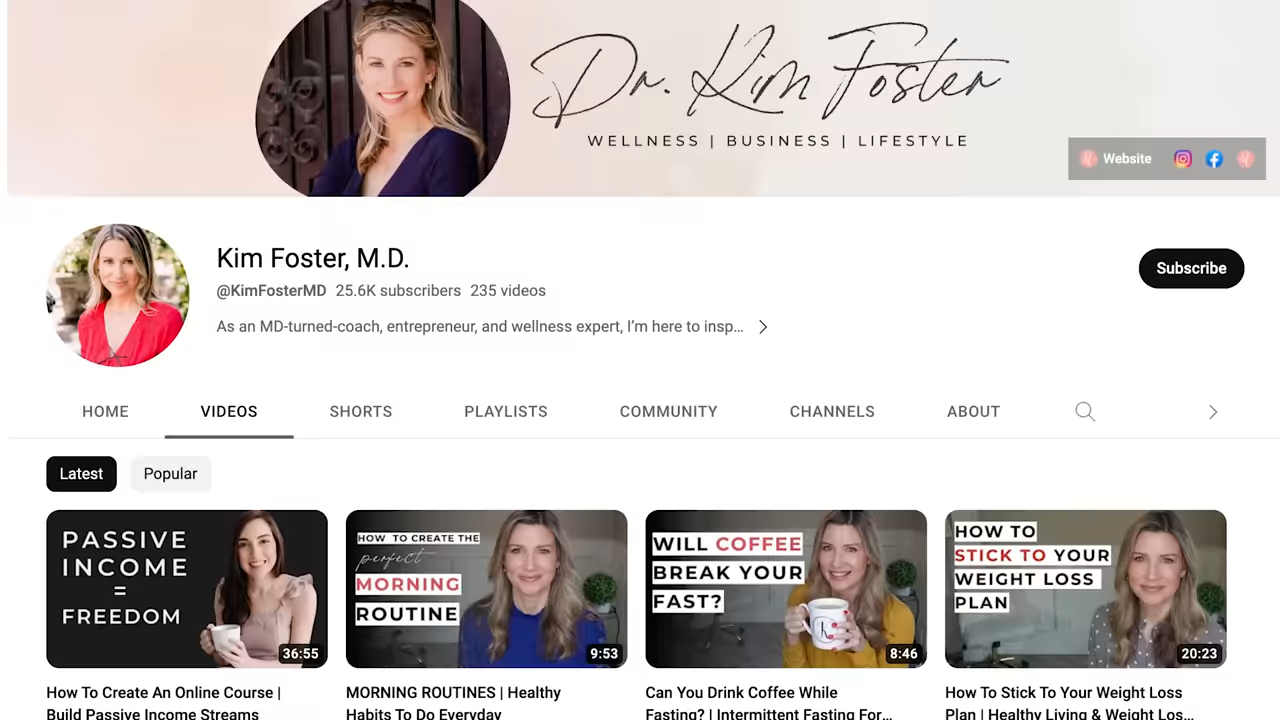 Dr. Kim Foster
WELLNESS | BUSINESS | LIFESTYLE
Website
Kim Foster, M.D.
@KimFosterMD 25.6K subscribers 235 videos
As an MD-turned-coach, entrepreneur, and wellness expert, I'm here to insp...
Subscribe
HOME VIDEOS SHORTS PLAYLISTS COMMUNITY CHANNELS ABOUT
Latest Popular
PASSIVE
INCOME
=
FREEDOM
36:55
HOW TO CREATE THE
perfect
MORNING
ROUTINE
9:53
WILL COFFEE
BREAK YOUR
FAST?
K
8:46
HOW TO
STICK TO YOUR
WEIGHT LOSS
PLAN
20:23
How To Create An Online Course |
Build Passive Income Streams
MORNING ROUTINES | Healthy
Habits To Do Everyday
Can You Drink Coffee While
Fasting? | Intermittent Fasting For...
How To Stick To Your Weight Loss
Plan | Healthy Living & Weight Los...